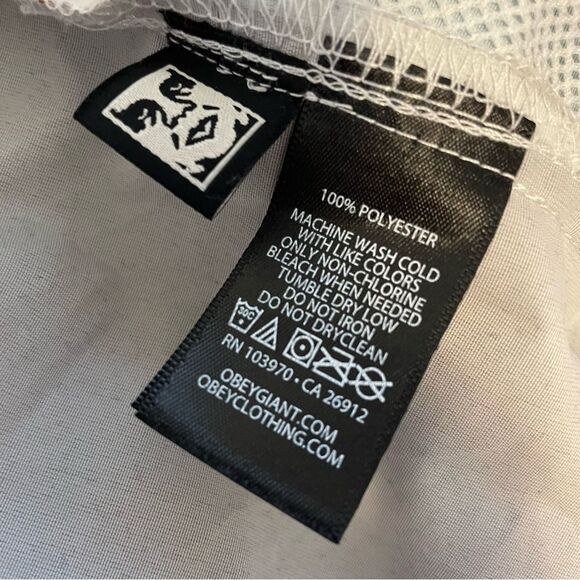 100% POLYESTER
MACHINE WASH COLD
WITH LIKE COLORS
ONLY NON-CHLORINE
BLEACH WHEN NEEDED
TUMBLE DRY LOW
DO NOT IRON
DO NOT DRYCLEAN
30C
RN 103970 · CA 26912
OBEYGIANT.COM
OBEYCLOTHING.COM